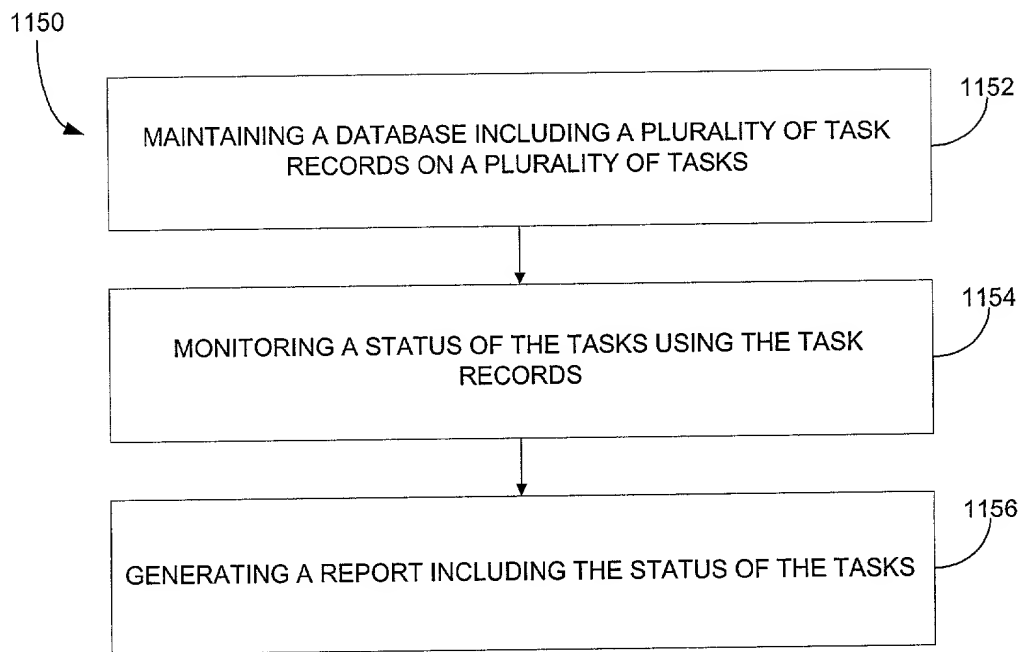 1150
1152
MAINTAINING A DATABASE INCLUDING A PLURALITY OF TASK
RECORDS ON A PLURALITY OF TASKS
1154
MONITORING A STATUS OF THE TASKS USING THE TASK
RECORDS
1156
GENERATING A REPORT INCLUDING THE STATUS OF THE TASKS